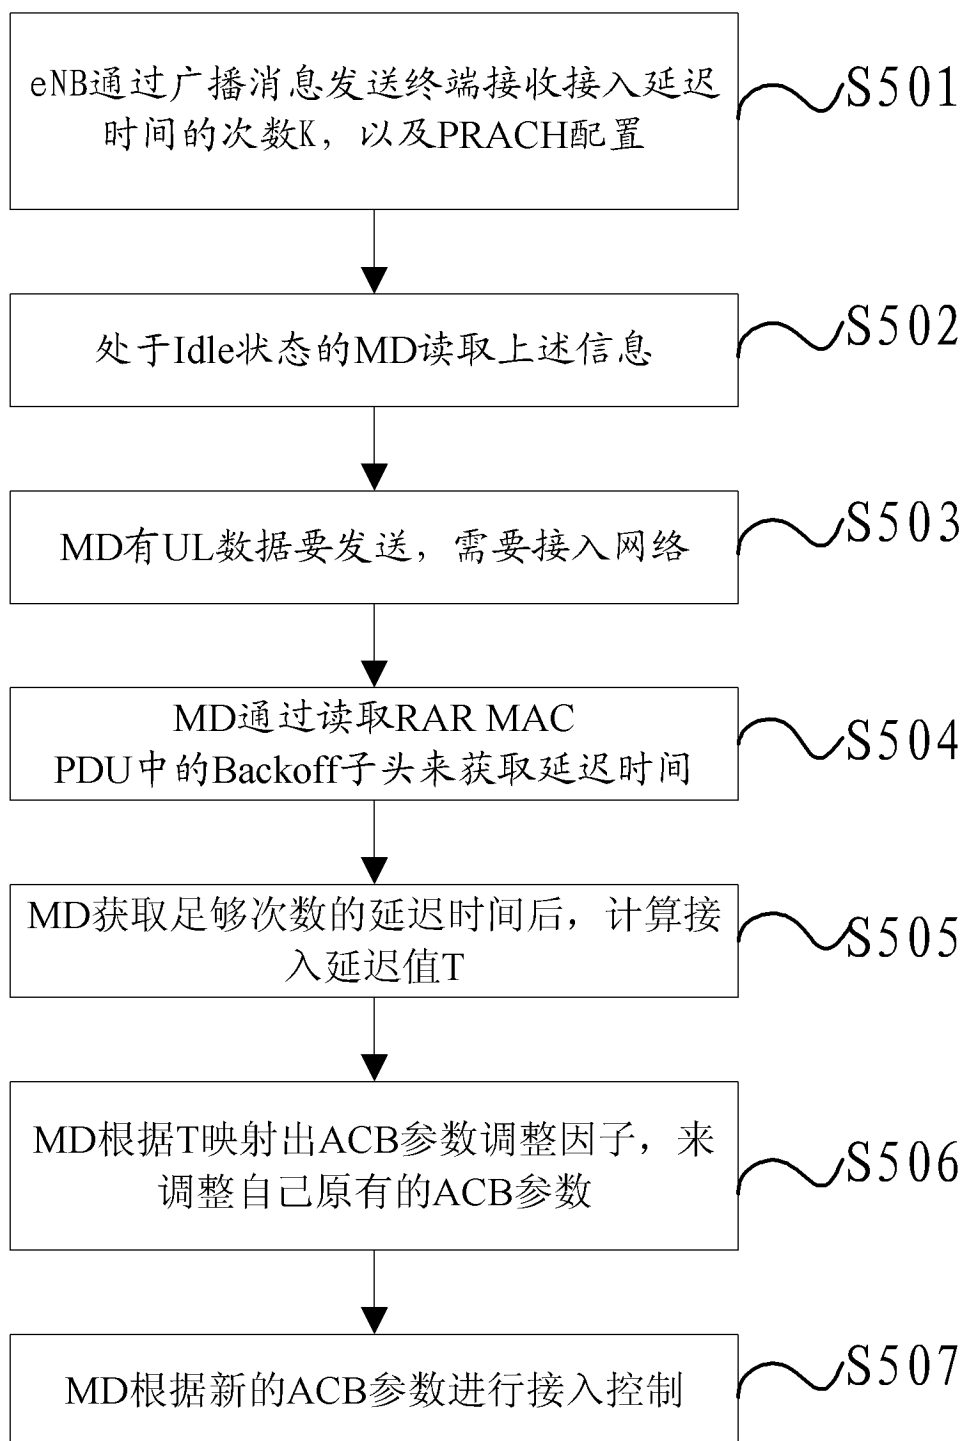 eNB通过广播消息发送终端接收接入延迟
时间的次数K，以及PRACH配置
S501
处于Idle状态的MD读取上述信息
S502
MD有UL数据要发送，需要接入网络
S503
MD通过读取RAR MAC
PDU中的Backoff子头来获取延迟时间
S504
MD获取足够次数的延迟时间后，计算接
入延迟值T
S505
MD根据T映射出ACB参数调整因子，来
调整自己原有的ACB参数
S506
MD根据新的ACB参数进行接入控制
S507